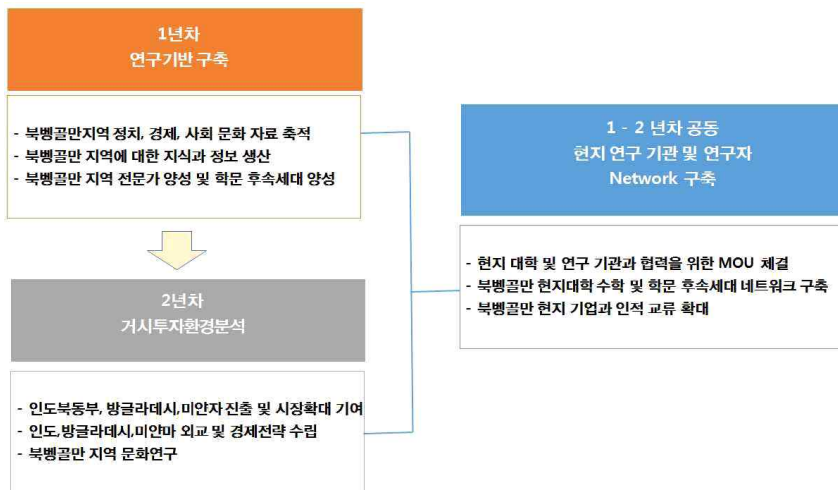 1년차
연구기반 구축
- 북벵골만지역 정치, 경제, 사회 문화 자료 축적
- 북벵골만 지역에 대한 지식과 정보 생산
- 북벵골만 지역 전문가 양성 및 학문 후속세대 양성
2년차
거시투자환경분석
- 인도북동부, 방글라데시,미얀자 진출 및 시장확대 기여
- 인도,방글라데시,미얀마 외교 및 경제전략 수립
- 북벵골만 지역 문화연구
1 - 2 년차 공동
현지 연구 기관 및 연구자
Network 구축
- 현지 대학 및 연구 기관과 협력을 위한 MOU 체결
- 북벵골만 현지대학 수학 및 학문 후속세대 네트워크 구축
- 북벵골만 현지 기업과 인적 교류 확대